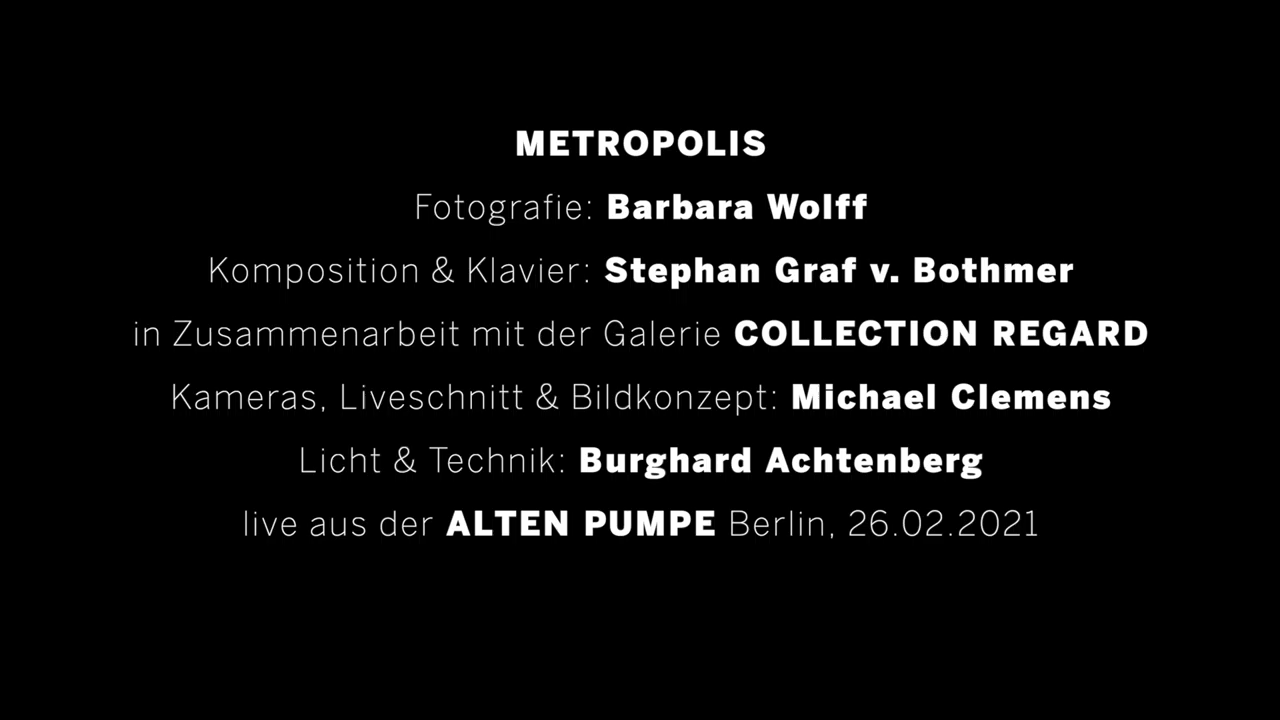 METROPOLIS
Fotografie: Barbara Wolff
Komposition & Klavier: Stephan Graf v. Bothmer
in Zusammenarbeit mit der Galerie COLLECTION REGARD
Kameras, Liveschnitt & Bildkonzept: Michael Clemens
Licht & Technik: Burghard Achtenberg
live aus der ALTEN PUMPE Berlin, 26.02.2021